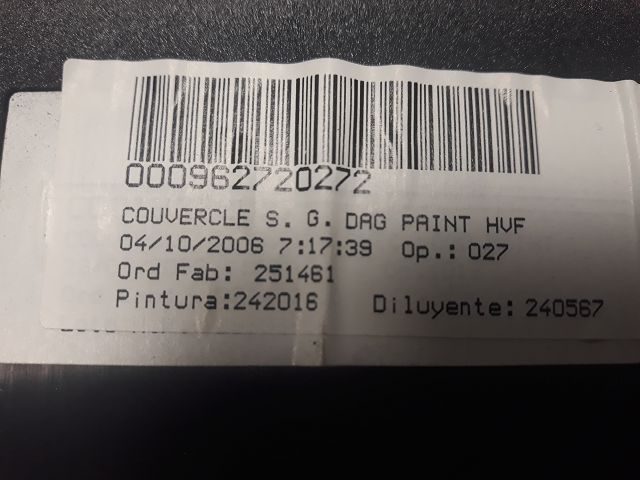 000962720272
COUVERCLE S. G. DAG PAINT HVF
04/10/2006 7:17:39 Op.: 027
Ord Fab: 251461
Pintura:242016 Diluyente: 240567